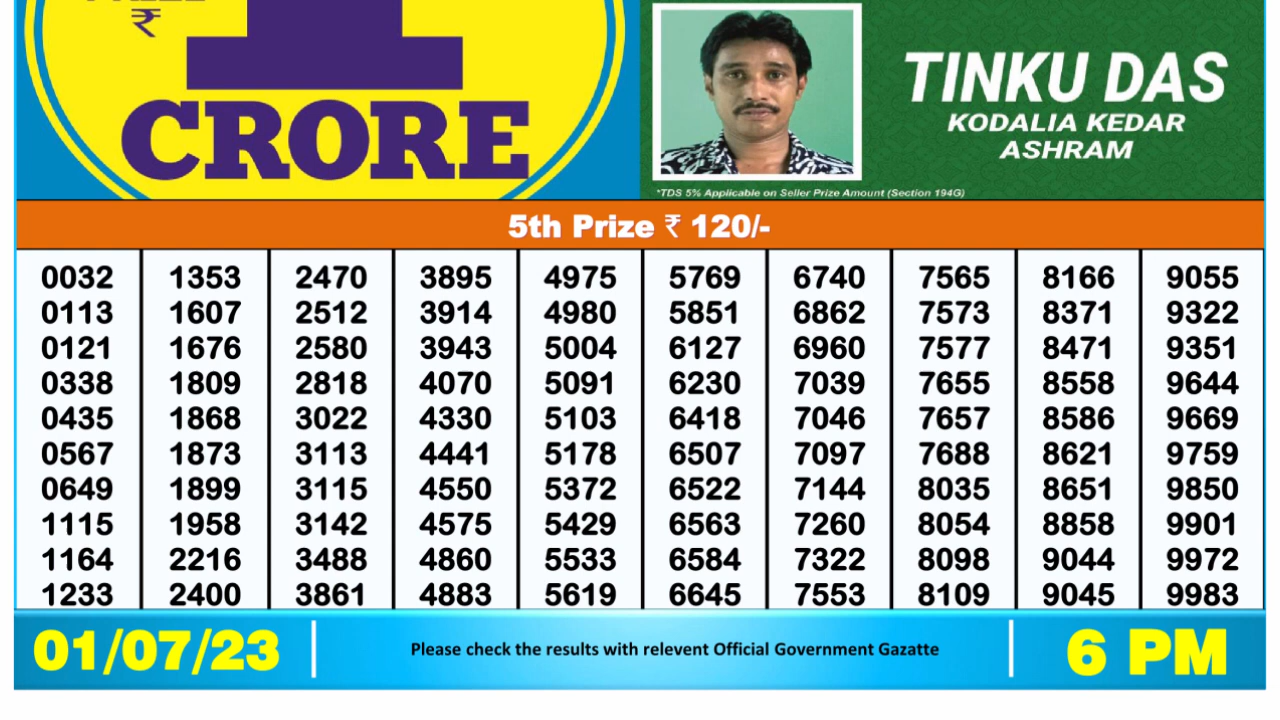 ₹
1
CRORE
TINKU DAS
KODALIA KEDAR
ASHRAM
*TDS 5% Applicable on Seller Prize Amount (Section 194G)
5th Prize ₹ 120/-
0032 1353 2470 3895 4975 5769 6740 7565 8166 9055
0113 1607 2512 3914 4980 5851 6862 7573 8371 9322
0121 1676 2580 3943 5004 6127 6960 7577 8471 9351
0338 1809 2818 4070 5091 6230 7039 7655 8558 9644
0435 1868 3022 4330 5103 6418 7046 7657 8586 9669
0567 1873 3113 4441 5178 6507 7097 7688 8621 9759
0649 1899 3115 4550 5372 6522 7144 8035 8651 9850
1115 1958 3142 4575 5429 6563 7260 8054 8858 9901
1164 2216 3488 4860 5533 6584 7322 8098 9044 9972
1233 2400 3861 4883 5619 6645 7553 8109 9045 9983
01/07/23
Please check the results with relevent Official Government Gazatte
6 PM